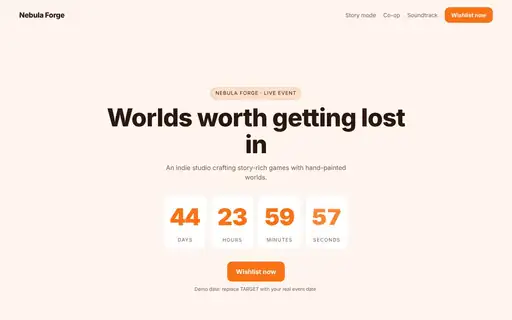 Nebula Forge
Story mode
Co-op
Soundtrack
Wishlist now
NEBULA FORGE · LIVE EVENT
Worlds worth getting lost
in
An indie studio crafting story-rich games with hand-painted
worlds.
44
23
59
57
DAYS
HOURS
MINUTES
SECONDS
Wishlist now
Demo date: replace TARGET with your real event date